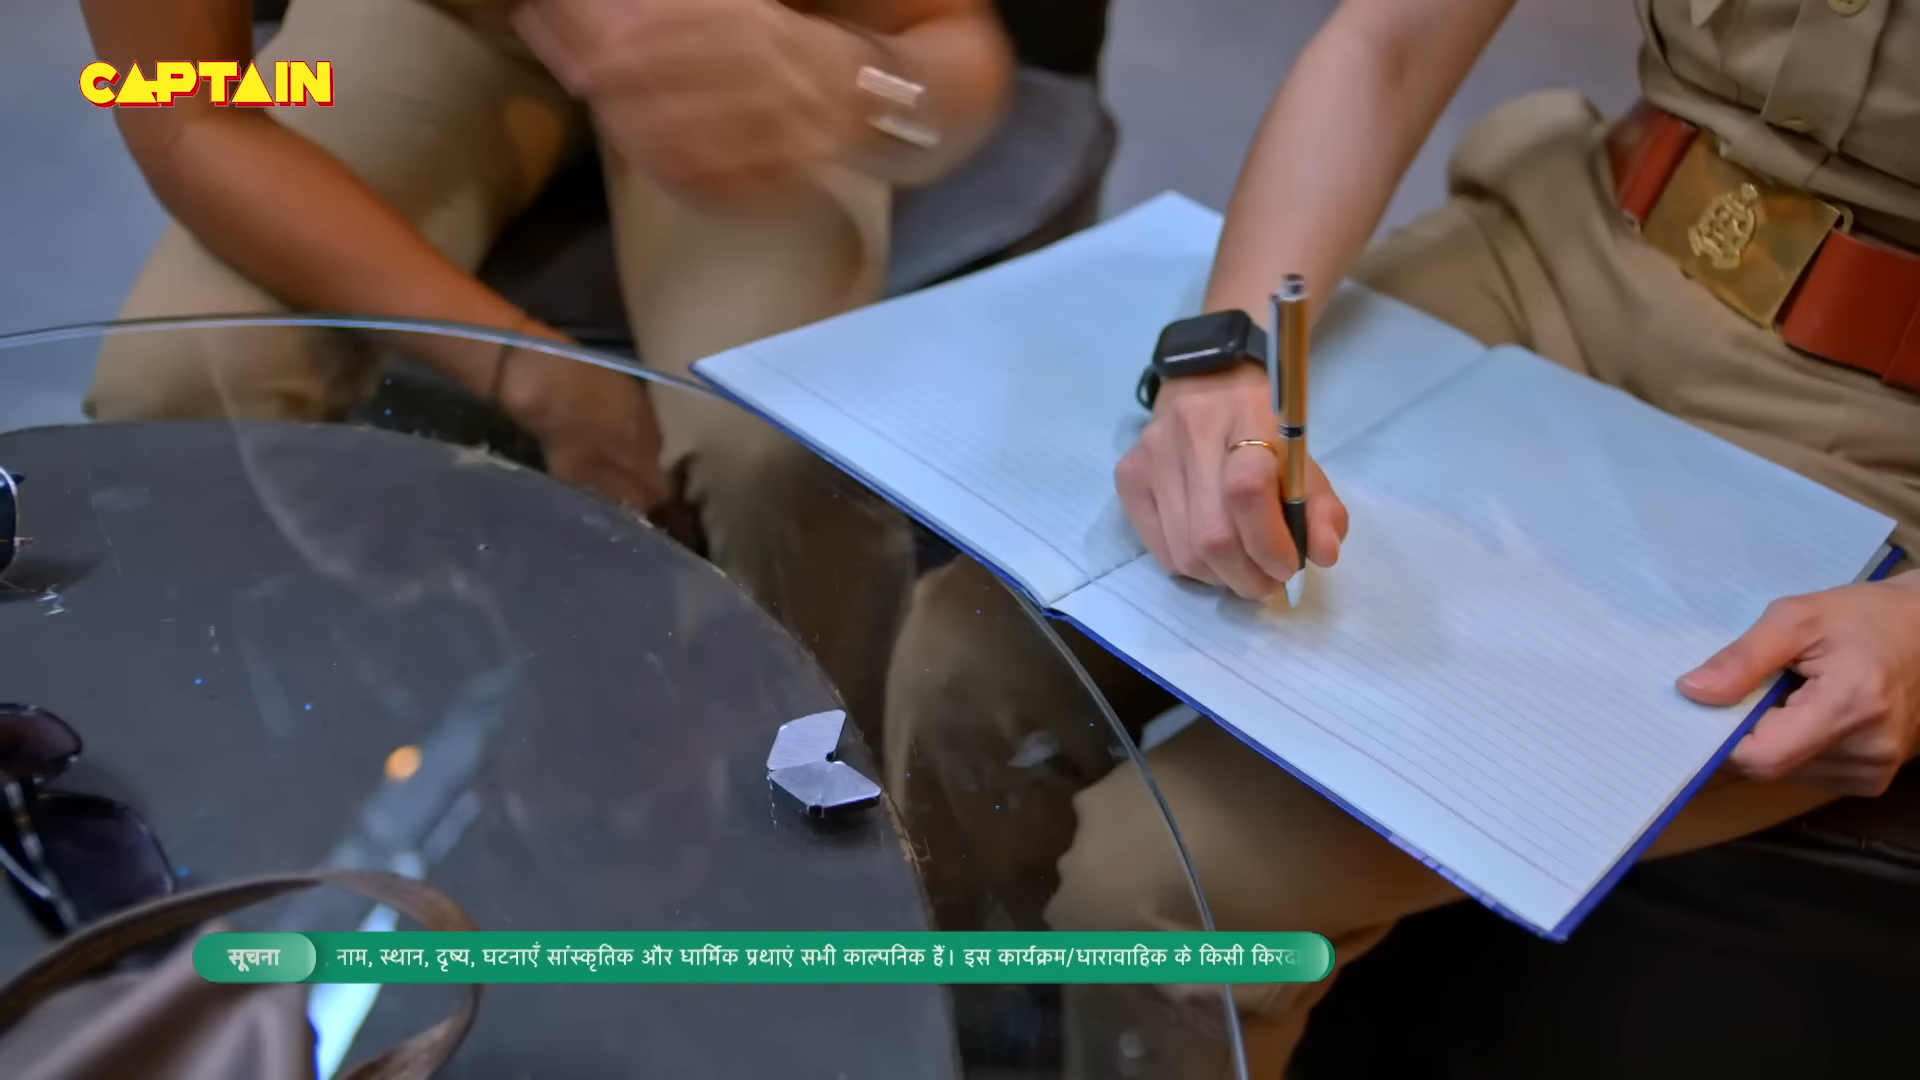 CAPTAIN
सूचना
नाम, स्थान, दृष्य, घटनाएँ सांस्कृतिक और धार्मिक प्रथाएं सभी काल्पनिक हैं। इस कार्यक्रम/धारावाहिक के किसी